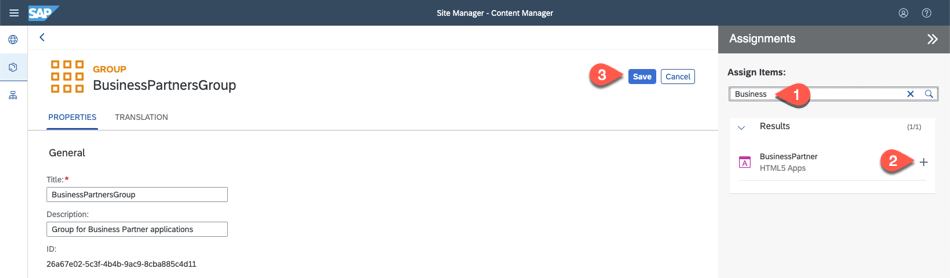 SAP
Site Manager - Content Manager
Assignments
GROUP
BusinessPartnersGroup
3
Save
Cancel
Assign Items:
Business
1
PROPERTIES
TRANSLATION
Results
(1/1)
A
BusinessPartner
HTML5 Apps
2
General
Title:*
BusinessPartnersGroup
Description:
Group for Business Partner applications
ID:
26a67e02-5c3f-4b4b-9ac9-8cba885c4d11